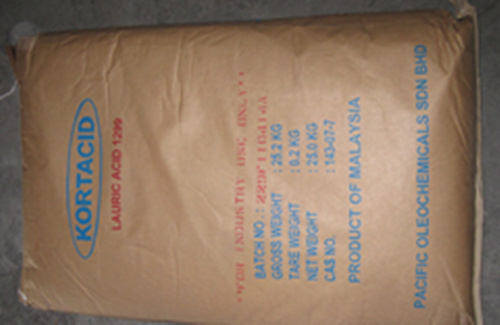 KORTACID
LAURIC ACID 1299
**FOR INDUSTRY USE ONLY**
BATCH NO. :
GROSS WEIGHT : 25.2 KG
TARE WEIGHT : 0.2 KG
NET WEIGHT : 25.0 KG
CAS NO. : 143-07-7
PRODUCT OF MALAYSIA
PACIFIC OLEOCHEMICALS SDN BHD